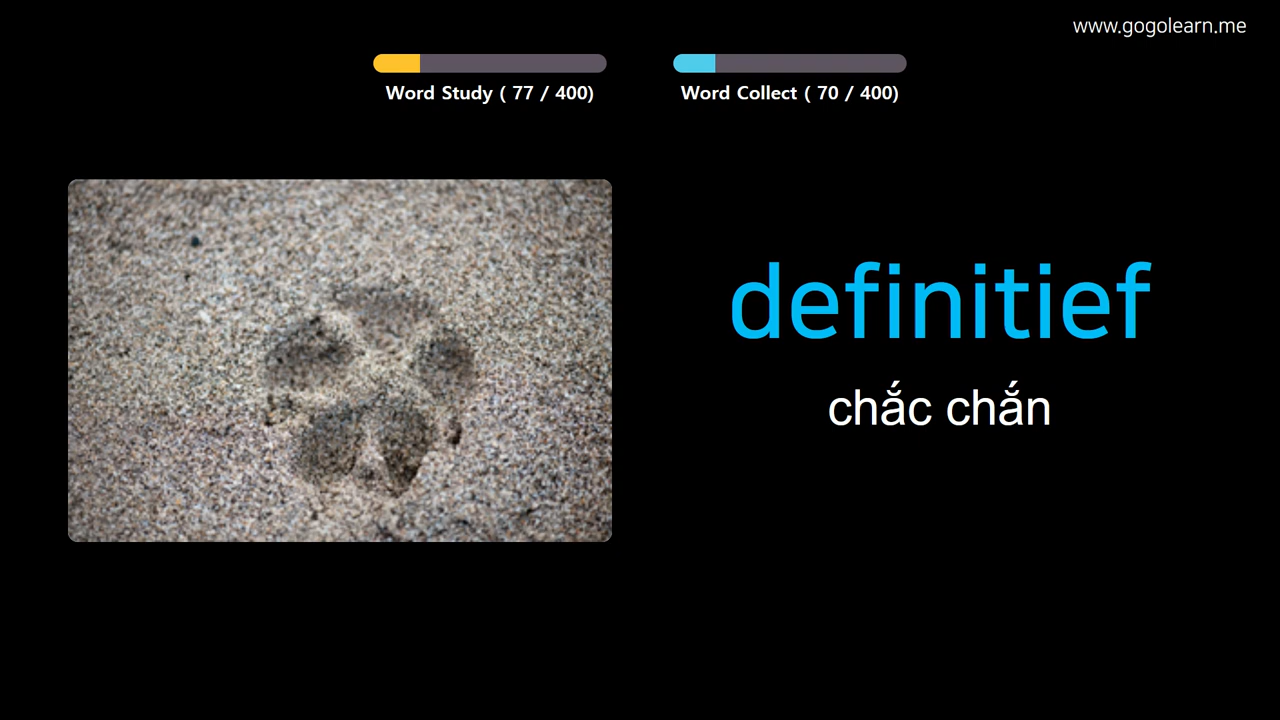 www.gogolearn.me
Word Study ( 77 / 400)
Word Collect ( 70 / 400)
definitief
chắc chắn